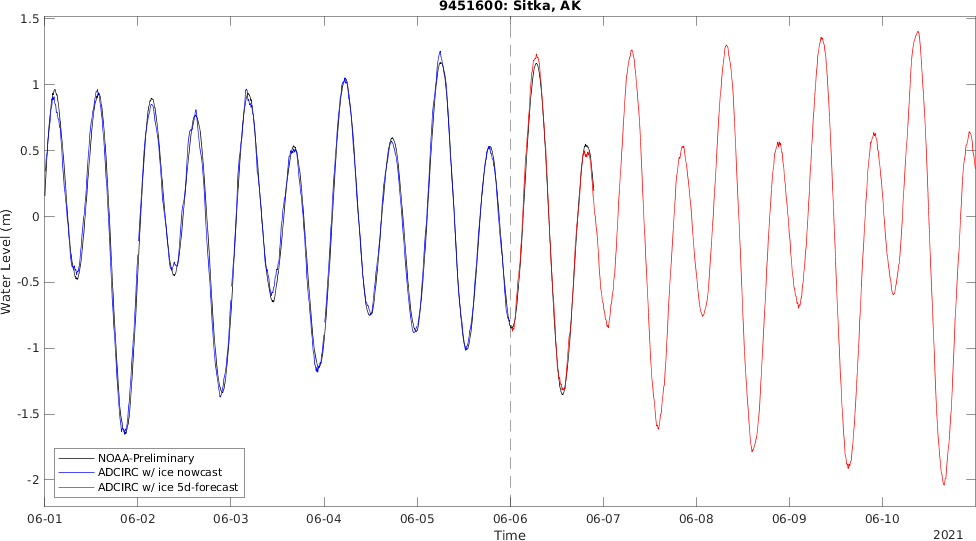 9451600: Sitka, AK
1.5
1
0.5
0
-0.5
-1
-1.5
-2
Water Level (m)
NOAA-Preliminary
ADCIRC w/ ice nowcast
ADCIRC w/ ice 5d-forecast
06-01 06-02 06-03 06-04 06-05 06-06 06-07 06-08 06-09 06-10
Time
2021